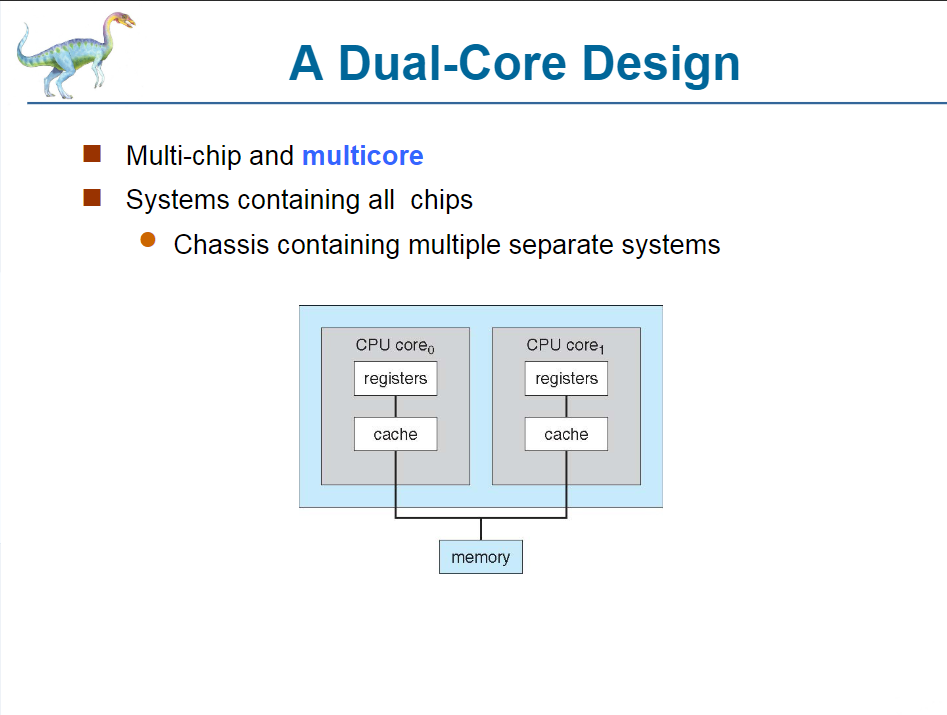 A Dual-Core Design
Multi-chip and multicore
Systems containing all chips
Chassis containing multiple separate systems
CPU core0
CPU core1
registers
registers
cache
cache
memory